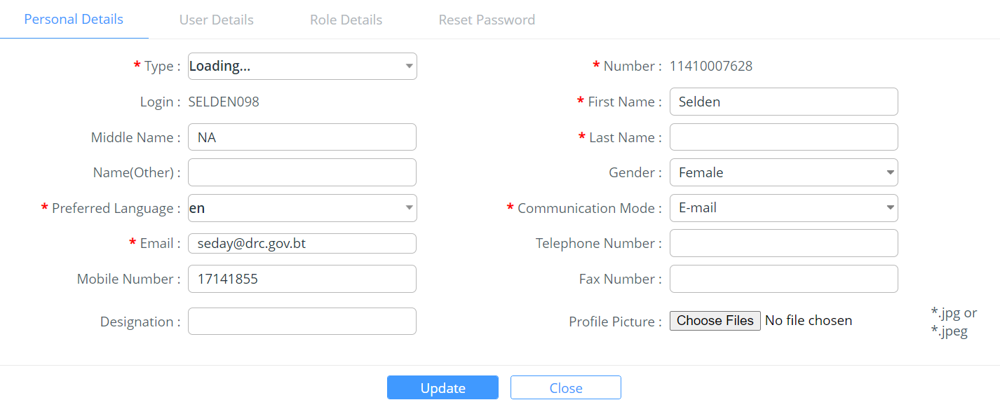 Personal Details User Details Role Details Reset Password
* Type : Loading... * Number : 11410007628
Login : SELDEN098 * First Name : Selden
Middle Name : NA * Last Name :
Name(Other) : Gender : Female
* Preferred Language : en * Communication Mode : E-mail
* Email : seday@drc.gov.bt Telephone Number :
Mobile Number : 17141855 Fax Number :
Designation : Profile Picture : Choose Files No file chosen *.jpg or
*.jpeg
Update Close